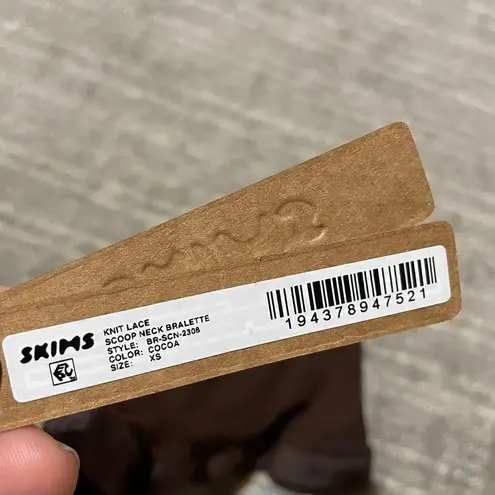 SKIMS
KNIT LACE
SCOOP NECK BRALETTE
STYLE: BR-SCN-2308
COLOR: COCOA
SIZE: XS
194378947521